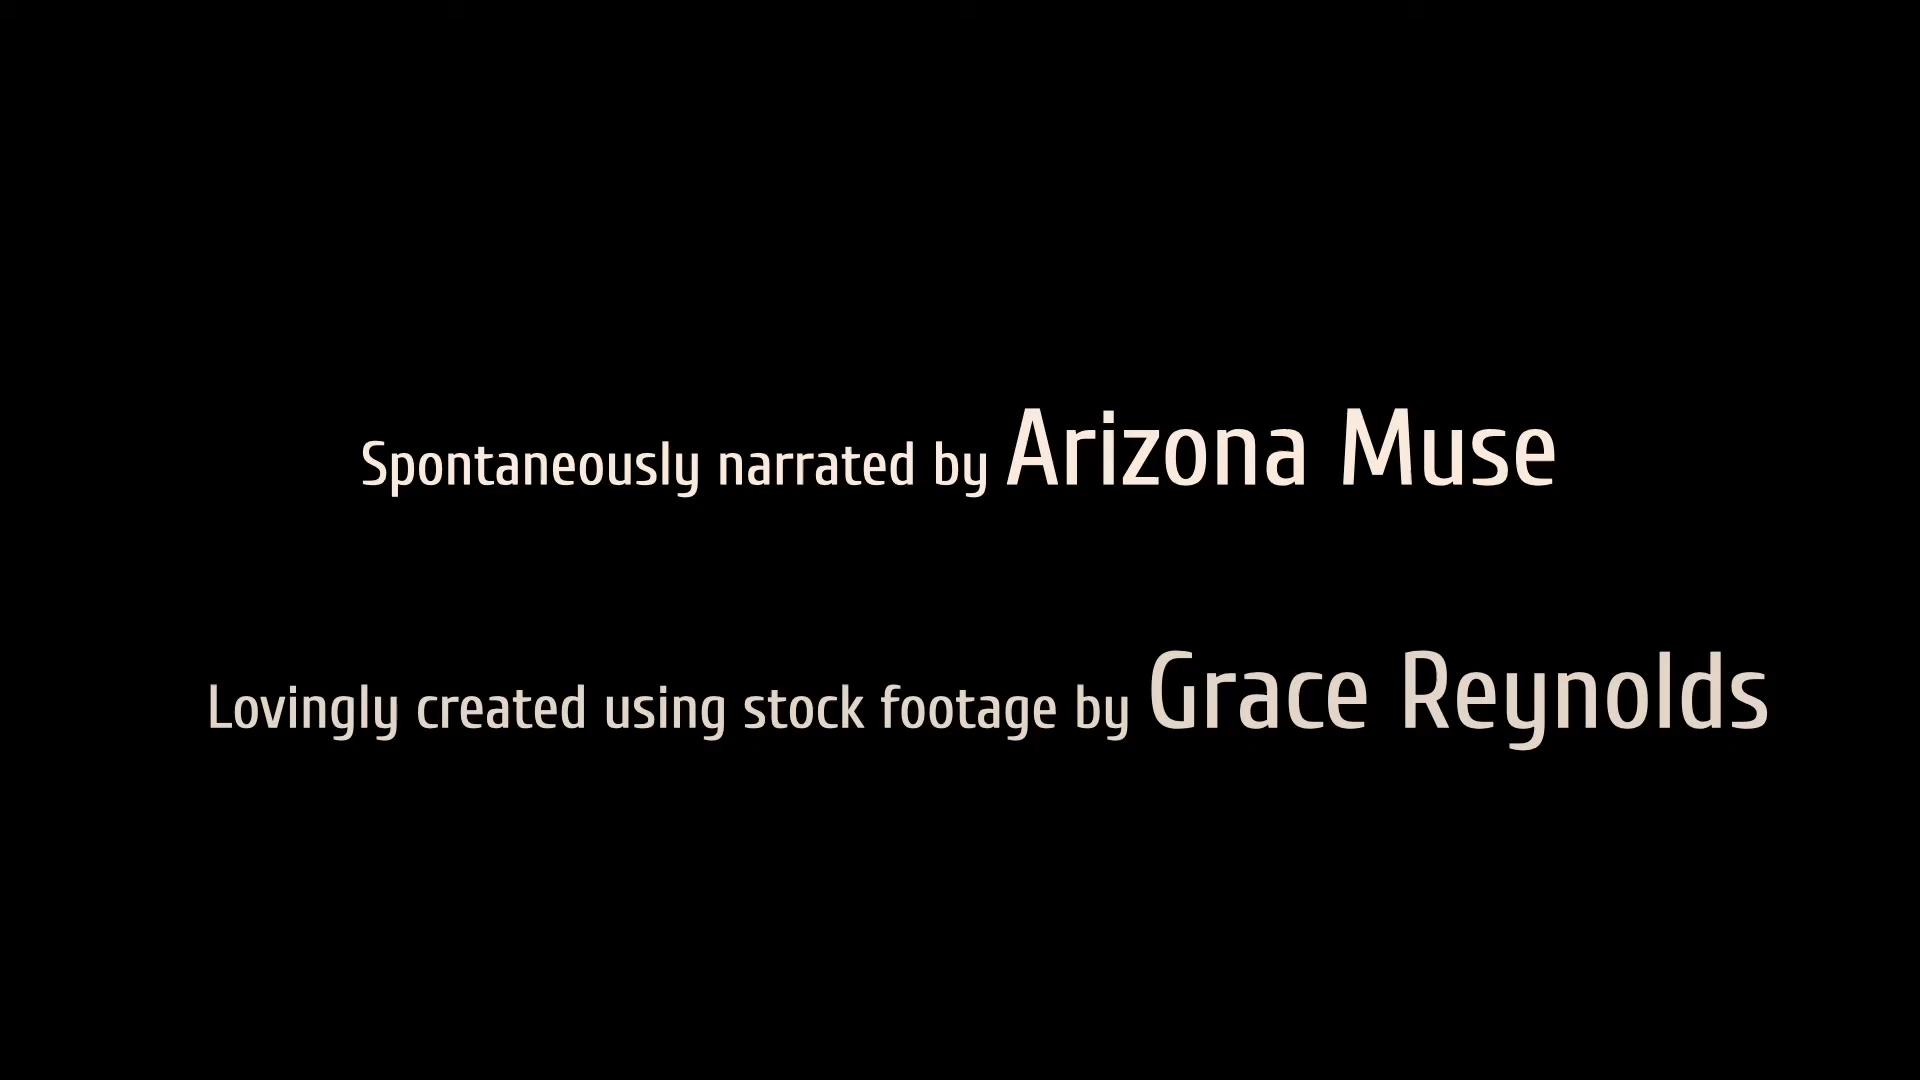 Spontaneously narrated by Arizona Muse
Lovingly created using stock footage by Grace Reynolds